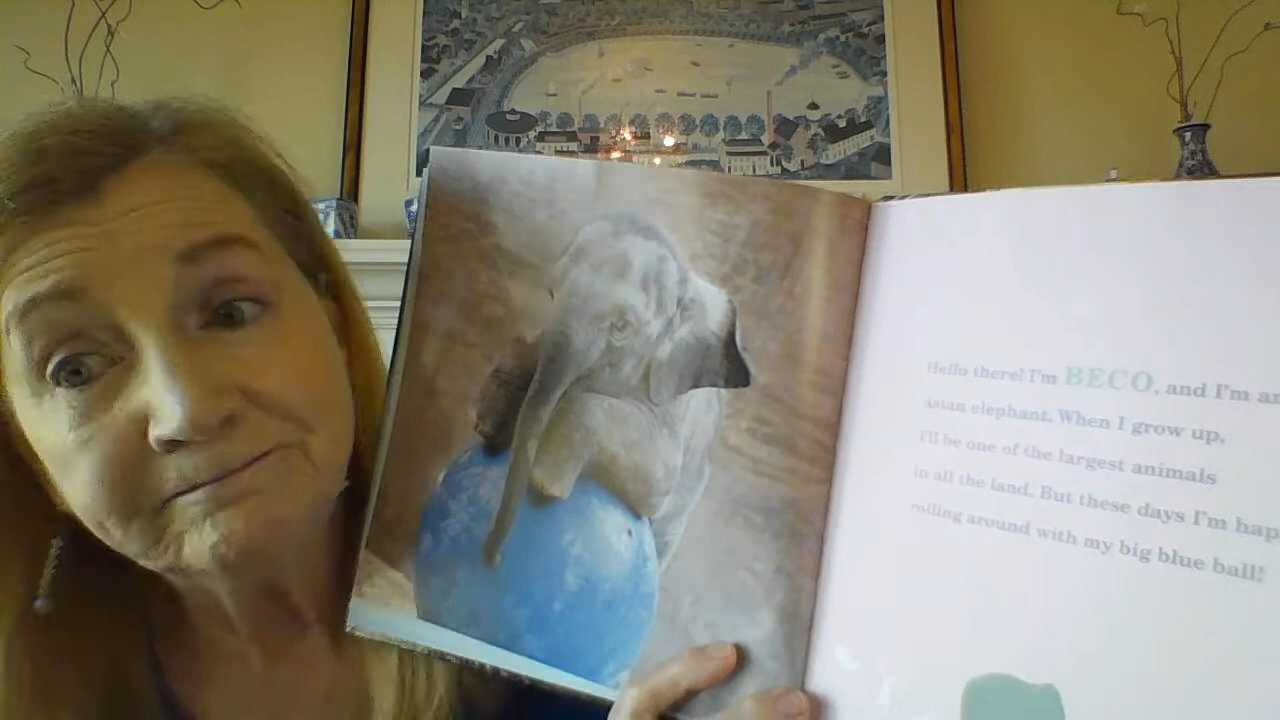 Hello there! I'm BECO, and I'm an
Asian elephant. When I grow up,
I'll be one of the largest animals
in all the land. But these days I'm hap
rolling around with my big blue ball!